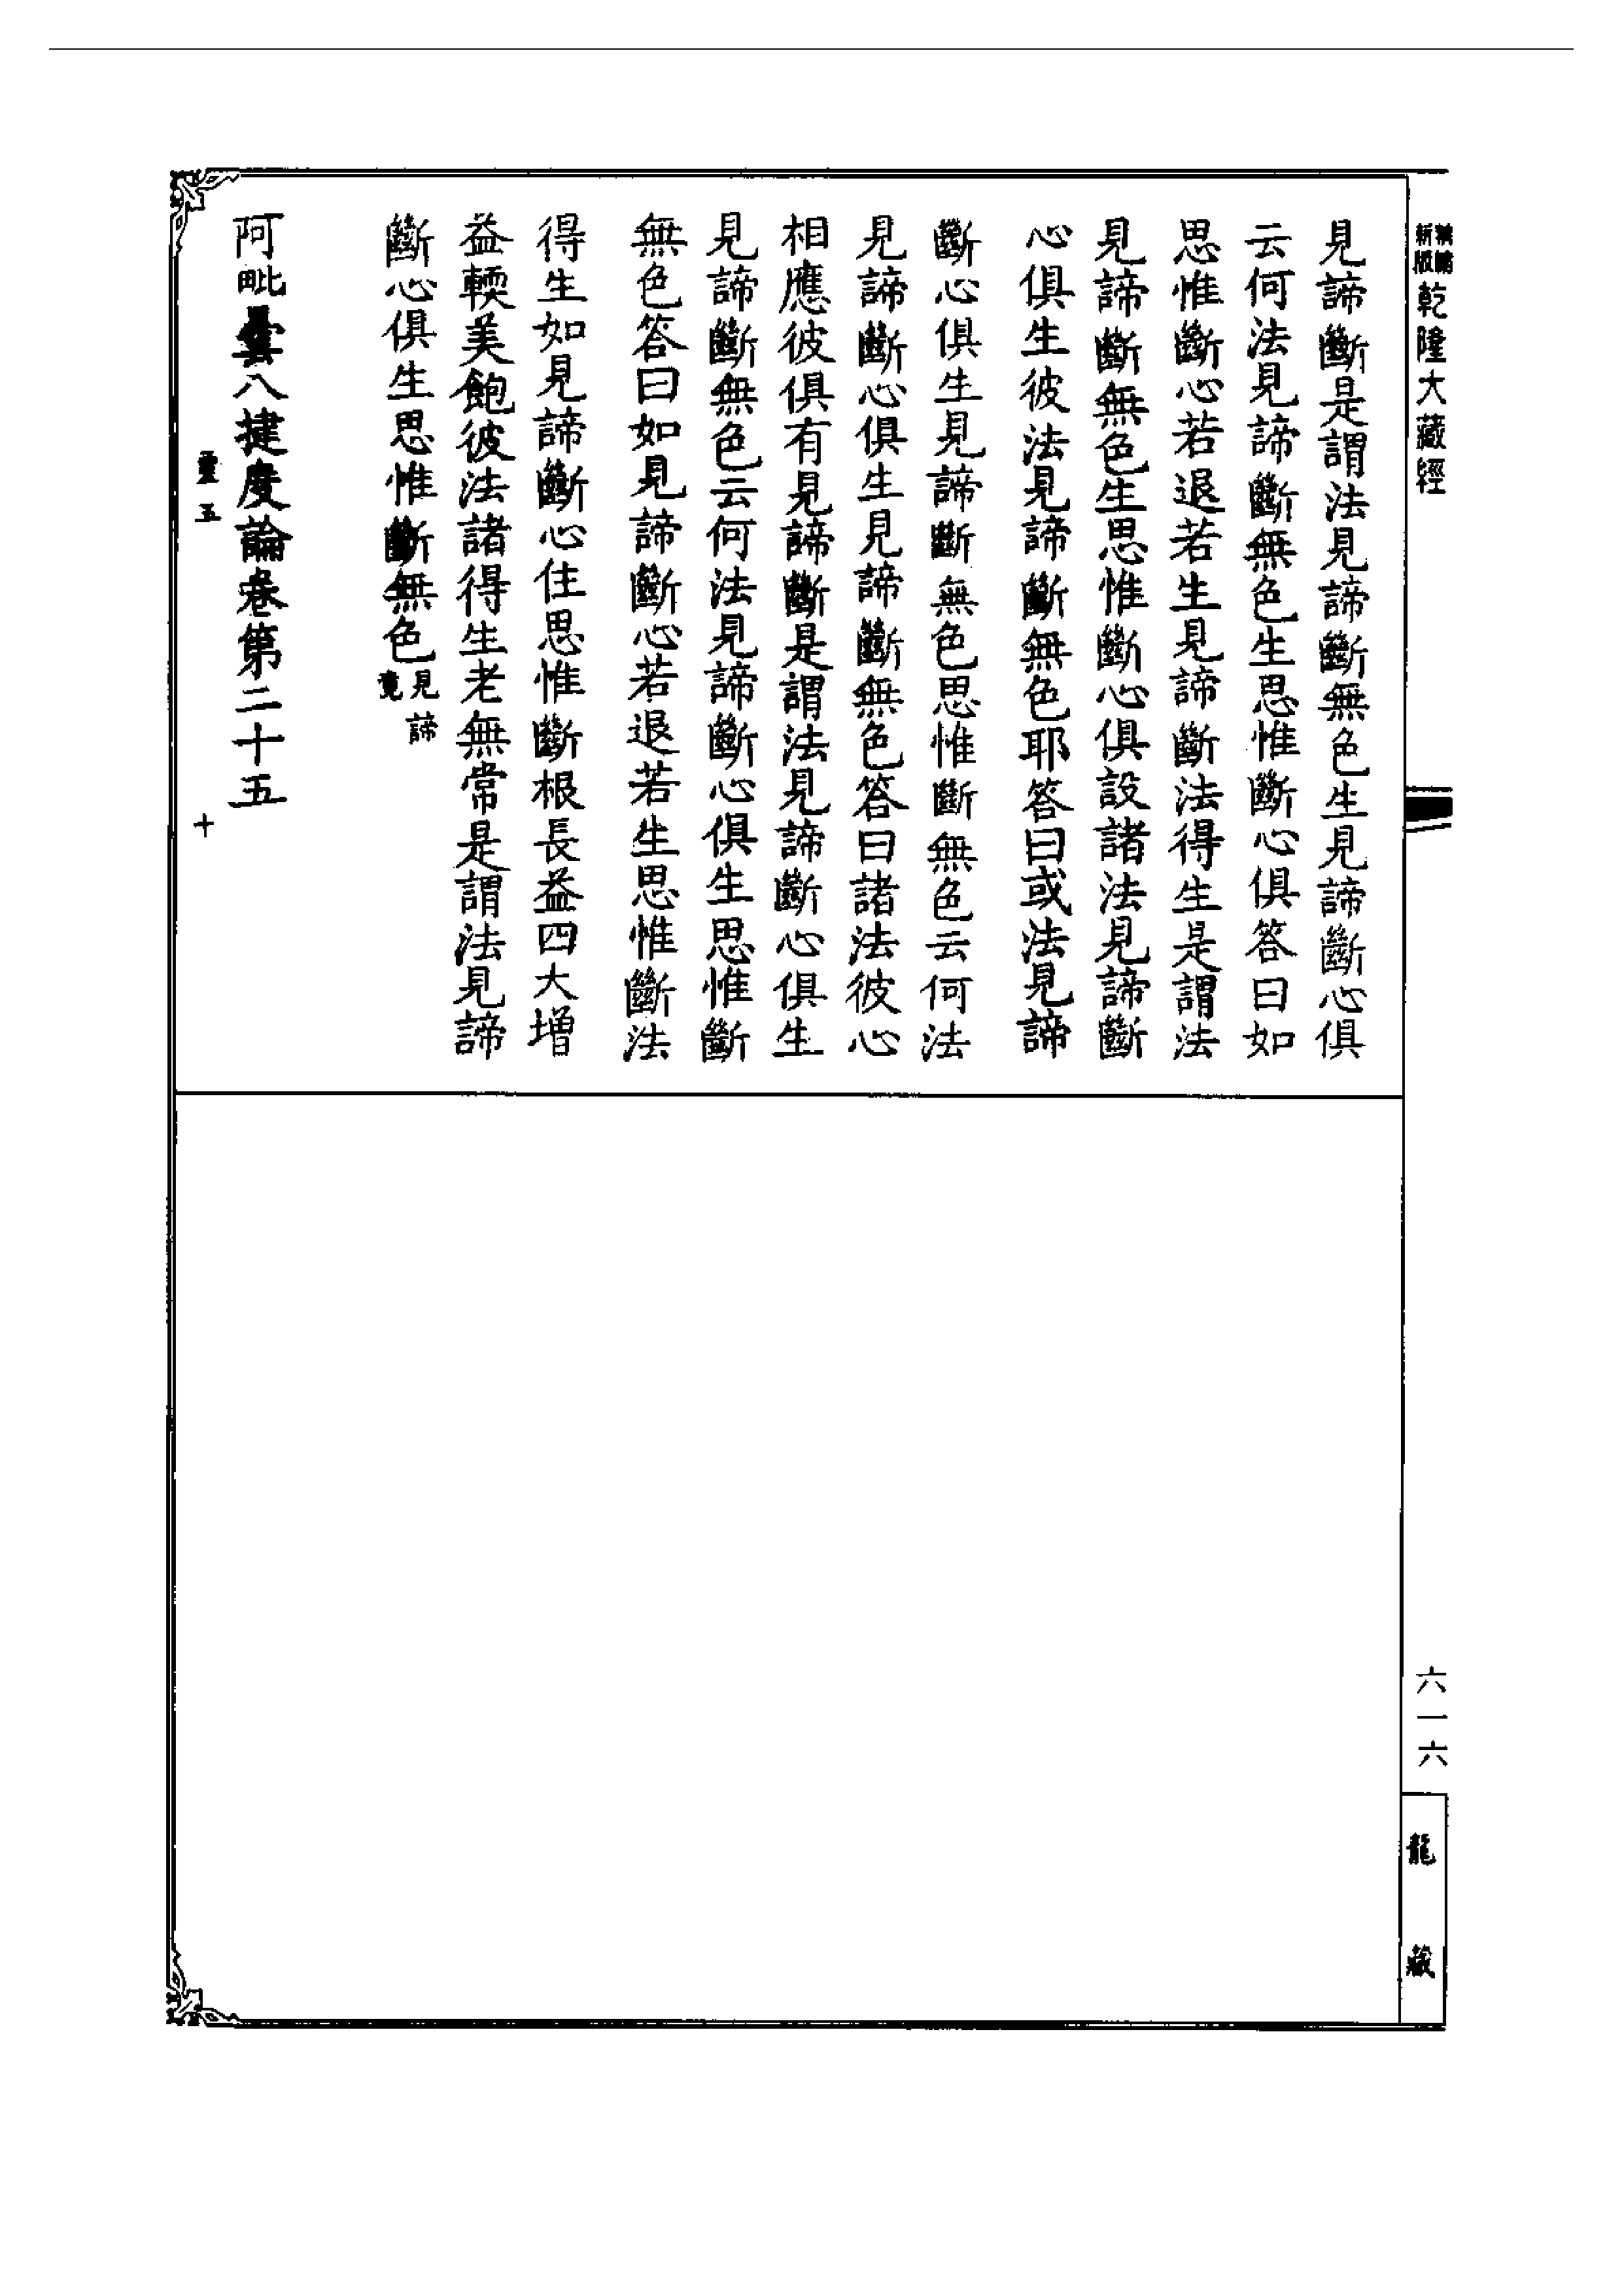 新版
乾隆大藏經
見諦斷是謂法見諦斷無色生見諦斷心俱
云何法見諦斷無色生思惟斷心俱答曰如
思惟斷心若退若生見諦斷法得生是謂法
見諦斷無色生思惟斷心俱設諸法見諦斷
心俱生彼法見諦斷無色耶答曰或法見諦
斷心俱生見諦斷無色思惟斷無色云何法
見諦斷心俱生見諦斷無色答曰諸法彼心
相應彼俱有見諦斷是謂法見諦斷心俱生
見諦斷無色云何法見諦斷心俱生思惟斷
無色答曰如見諦斷心若退若生思惟斷法
得生如見諦斷心住思惟斷根長益四大增
益輭美飽彼法諸得生老無常是謂法見諦
斷心俱生思惟斷無色見諦竟
阿毗曇八揵度論卷第二十五
靈五
十
六一六
龍藏